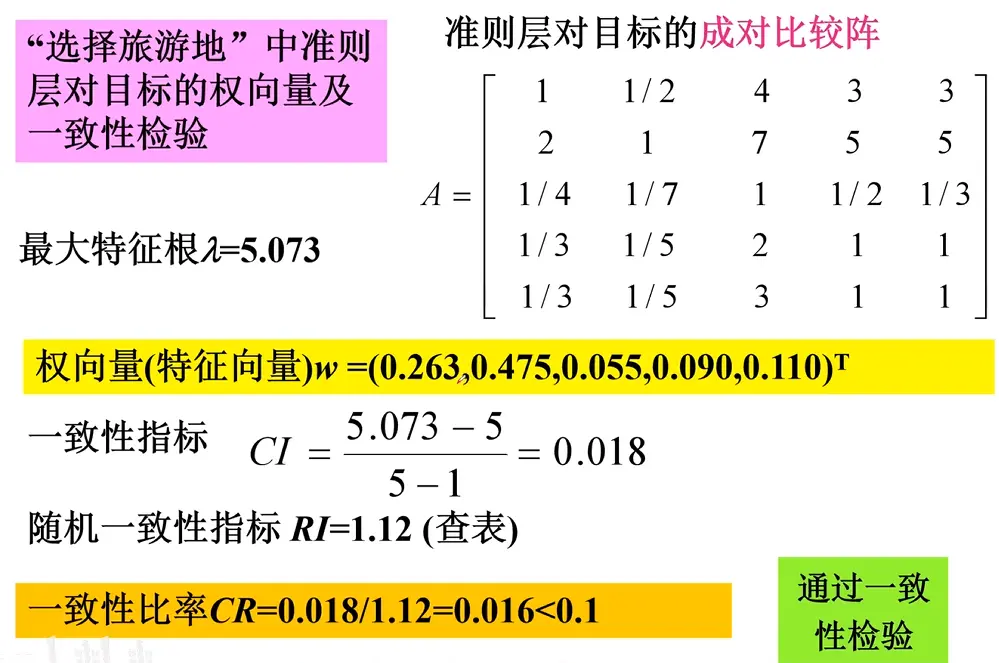 “选择旅游地”中准则
层对目标的权向量及
一致性检验
准则层对目标的成对比较阵
A = [ 1 1/2 4 3 3
2 1 7 5 5
1/4 1/7 1 1/2 1/3
1/3 1/5 2 1 1
1/3 1/5 3 1 1 ]
最大特征根λ=5.073
权向量(特征向量)w =(0.263,0.475,0.055,0.090,0.110)T
一致性指标 CI = (5.073 − 5)/(5 − 1) = 0.018
随机一致性指标 RI=1.12 (查表)
一致性比率CR=0.018/1.12=0.016<0.1
通过一致
性检验